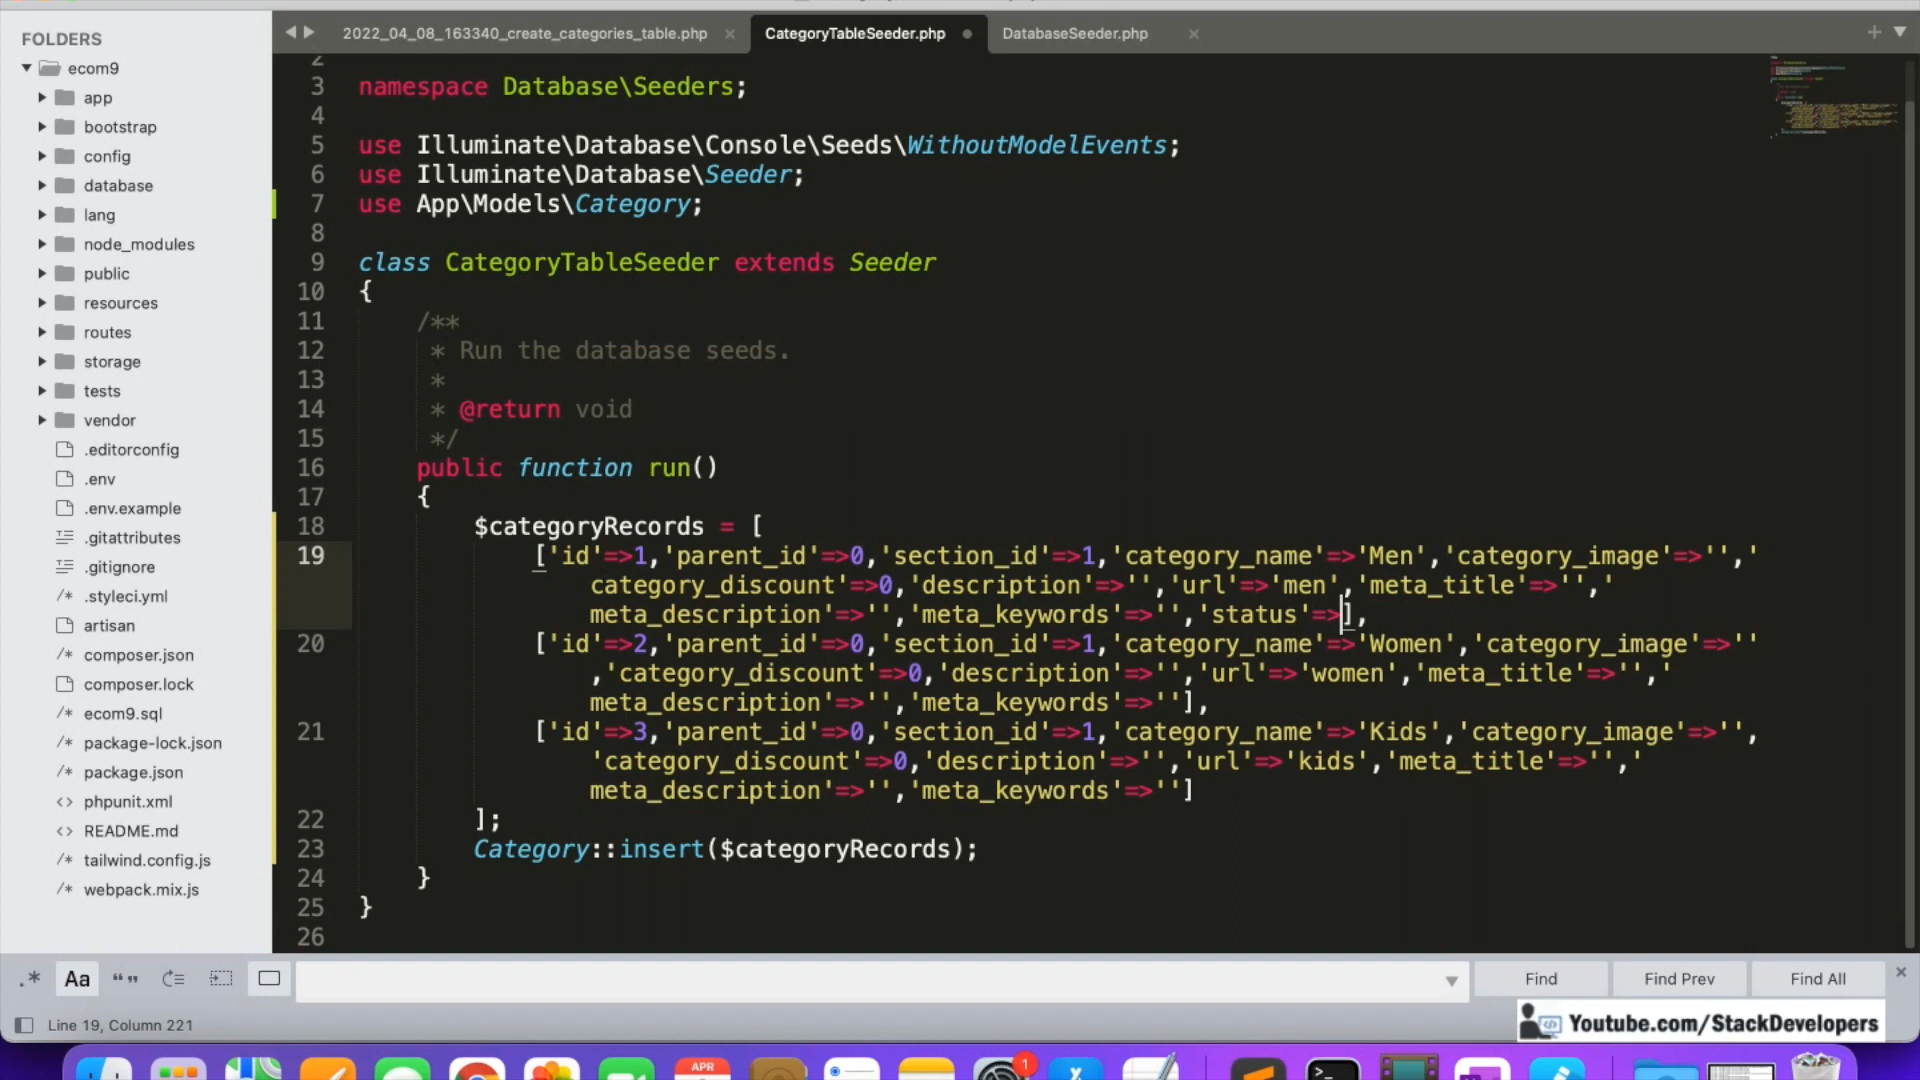 FOLDERS
ecom9
app
bootstrap
config
database
lang
node_modules
public
resources
routes
storage
tests
vendor
.editorconfig
.env
.env.example
.gitattributes
.gitignore
/* .styleci.yml
artisan
/* composer.json
composer.lock
/* ecom9.sql
/* package-lock.json
/* package.json
<> phpunit.xml
<> README.md
/* tailwind.config.js
/* webpack.mix.js
2022_04_08_163340_create_categories_table.php
CategoryTableSeeder.php
DatabaseSeeder.php
2
3 namespace Database\Seeders;
4
5 use Illuminate\Database\Console\Seeds\WithoutModelEvents;
6 use Illuminate\Database\Seeder;
7 use App\Models\Category;
8
9 class CategoryTableSeeder extends Seeder
10 {
11 /**
12 * Run the database seeds.
13 *
14 * @return void
15 */
16 public function run()
17 {
18 $categoryRecords = [
19 ['id'=>1,'parent_id'=>0,'section_id'=>1,'category_name'=>'Men','category_image'=>'','
category_discount'=>0,'description'=>'','url'=>'men','meta_title'=>'','
meta_description'=>'','meta_keywords'=>'','status'=>],
20 ['id'=>2,'parent_id'=>0,'section_id'=>1,'category_name'=>'Women','category_image'=>''
,'category_discount'=>0,'description'=>'','url'=>'women','meta_title'=>'','
meta_description'=>'','meta_keywords'=>''],
21 ['id'=>3,'parent_id'=>0,'section_id'=>1,'category_name'=>'Kids','category_image'=>'',
'category_discount'=>0,'description'=>'','url'=>'kids','meta_title'=>'','
meta_description'=>'','meta_keywords'=>'']
22 ];
23 Category::insert($categoryRecords);
24 }
25 }
26
.* Aa “” Find Find Prev Find All
Line 19, Column 221
Youtube.com/StackDevelopers
APR
1